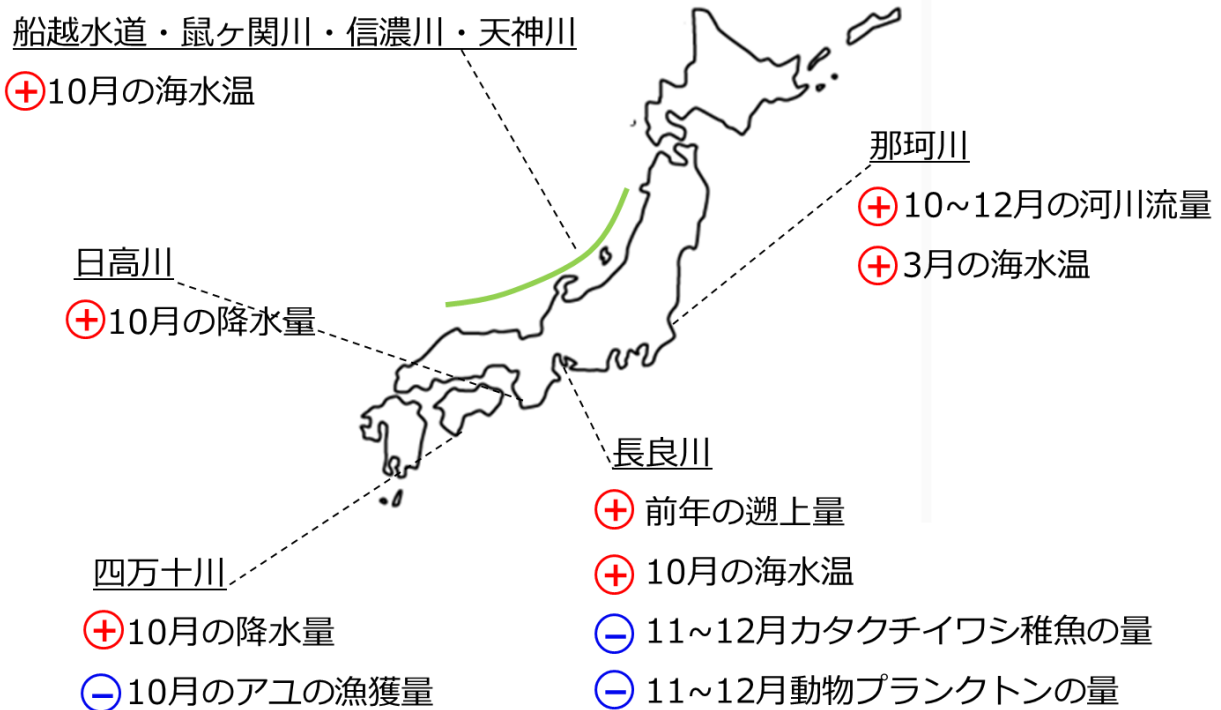 船越水道・鼠ヶ関川・信濃川・天神川
+10月の海水温
那珂川
+10~12月の河川流量
+3月の海水温
日高川
+10月の降水量
長良川
+前年の遡上量
+10月の海水温
−11~12月カタクチイワシ稚魚の量
−11~12月動物プランクトンの量
四万十川
+10月の降水量
−10月のアユの漁獲量